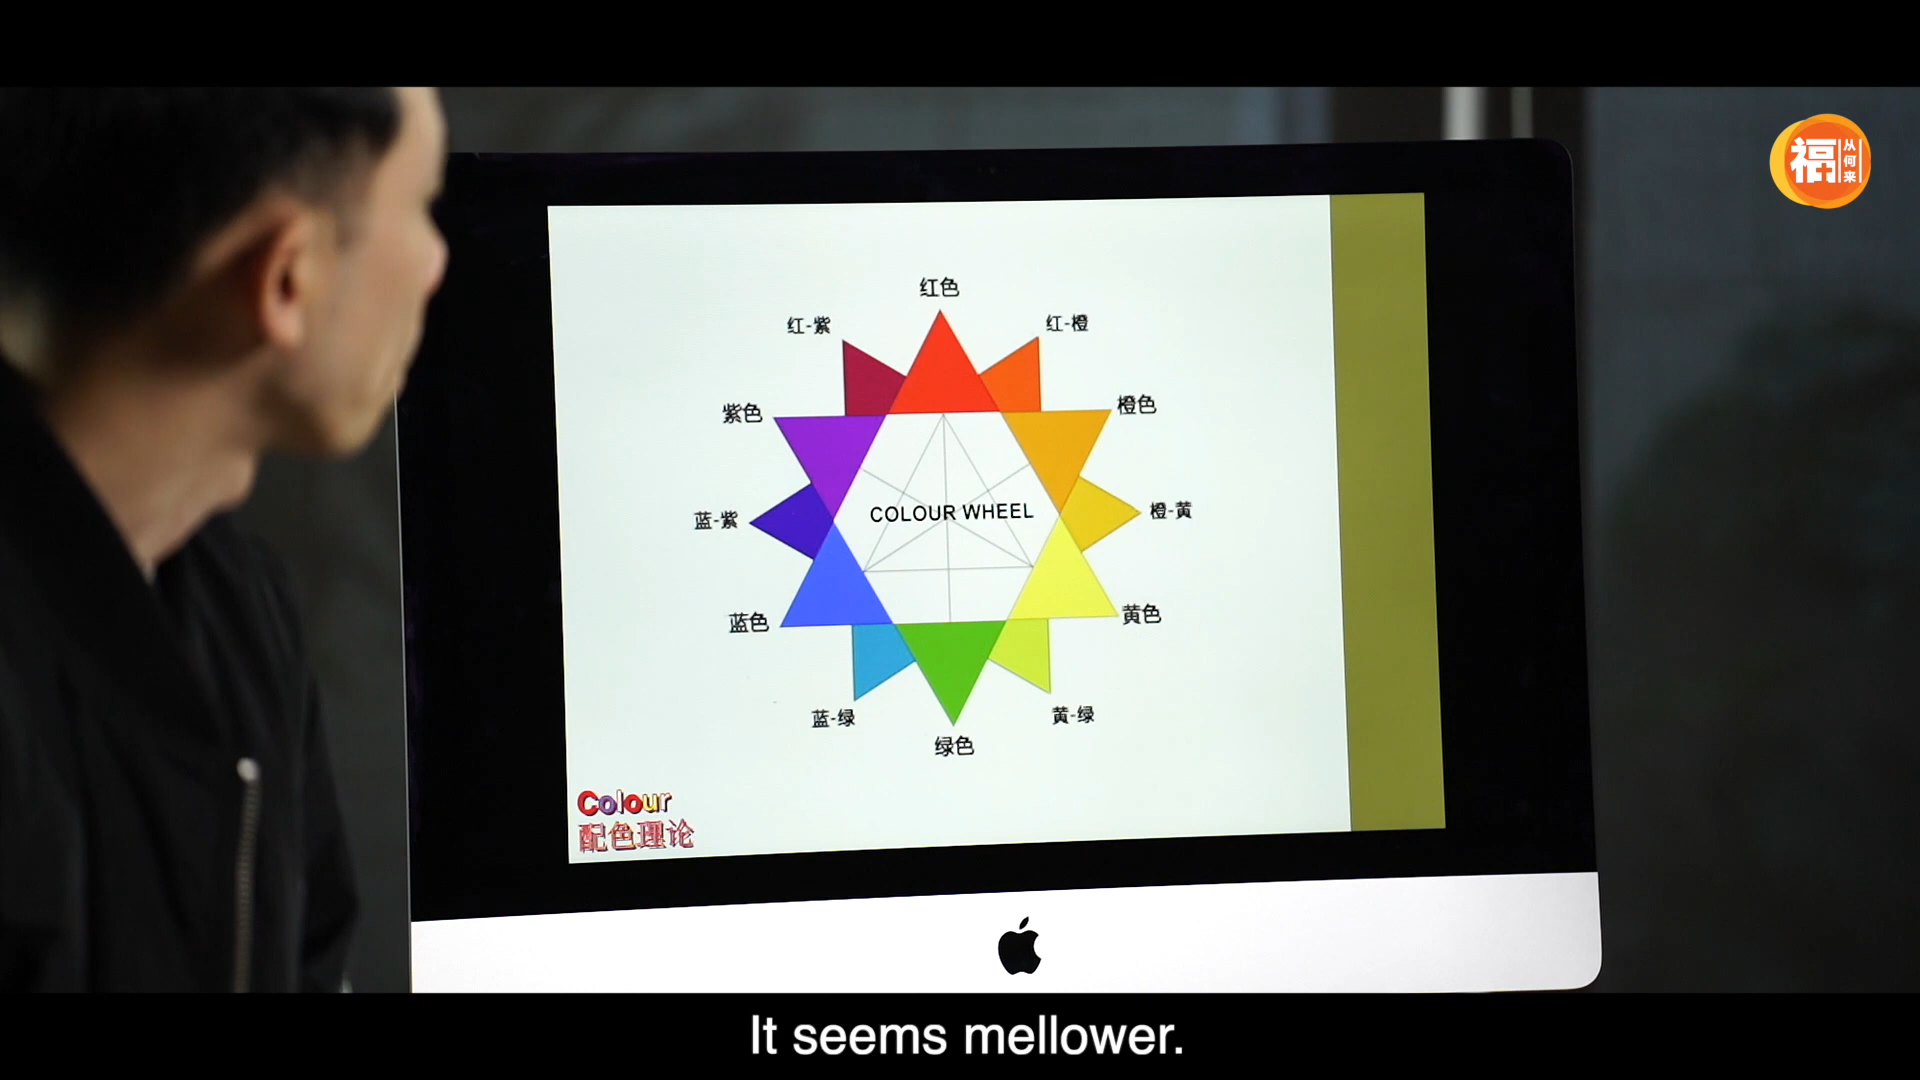 福
从何来
红色
红-紫
红-橙
紫色
橙色
COLOUR WHEEL
蓝-紫
橙-黄
蓝色
黄色
蓝-绿
黄-绿
绿色
Colour
配色理论
It seems mellower.